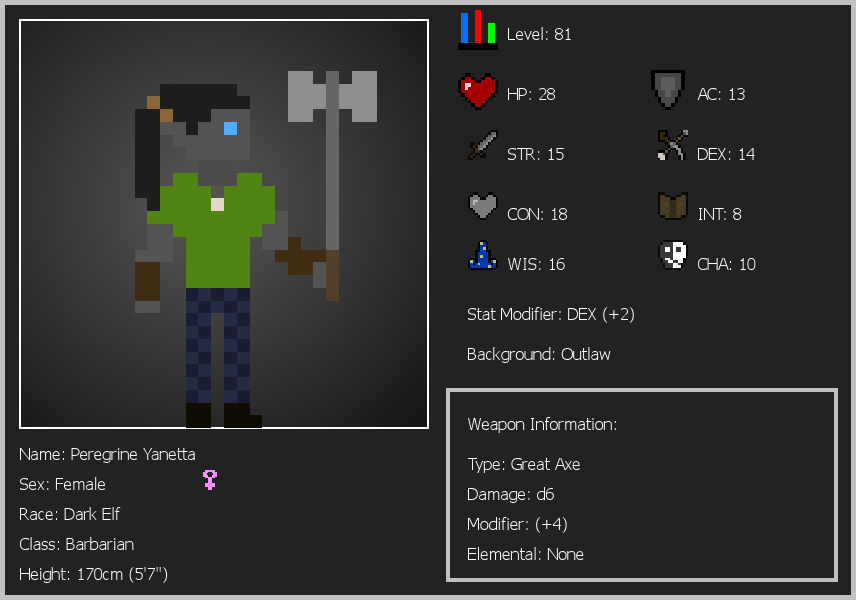 Level: 81
HP: 28
AC: 13
STR: 15
DEX: 14
CON: 18
INT: 8
WIS: 16
CHA: 10
Stat Modifier: DEX (+2)
Background: Outlaw
Weapon Information:
Type: Great Axe
Damage: d6
Modifier: (+4)
Elemental: None
Name: Peregrine Yanetta
Sex: Female
Race: Dark Elf
Class: Barbarian
Height: 170cm (5'7")